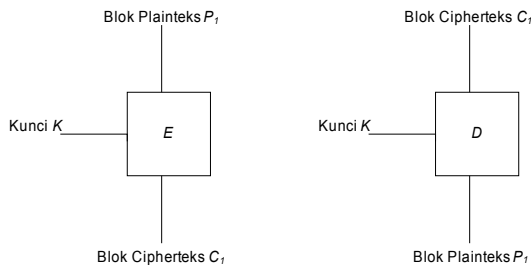 Blok Plainteks P1
Kunci K
E
Blok Cipherteks C1
Blok Cipherteks C1
Kunci K
D
Blok Plainteks P1